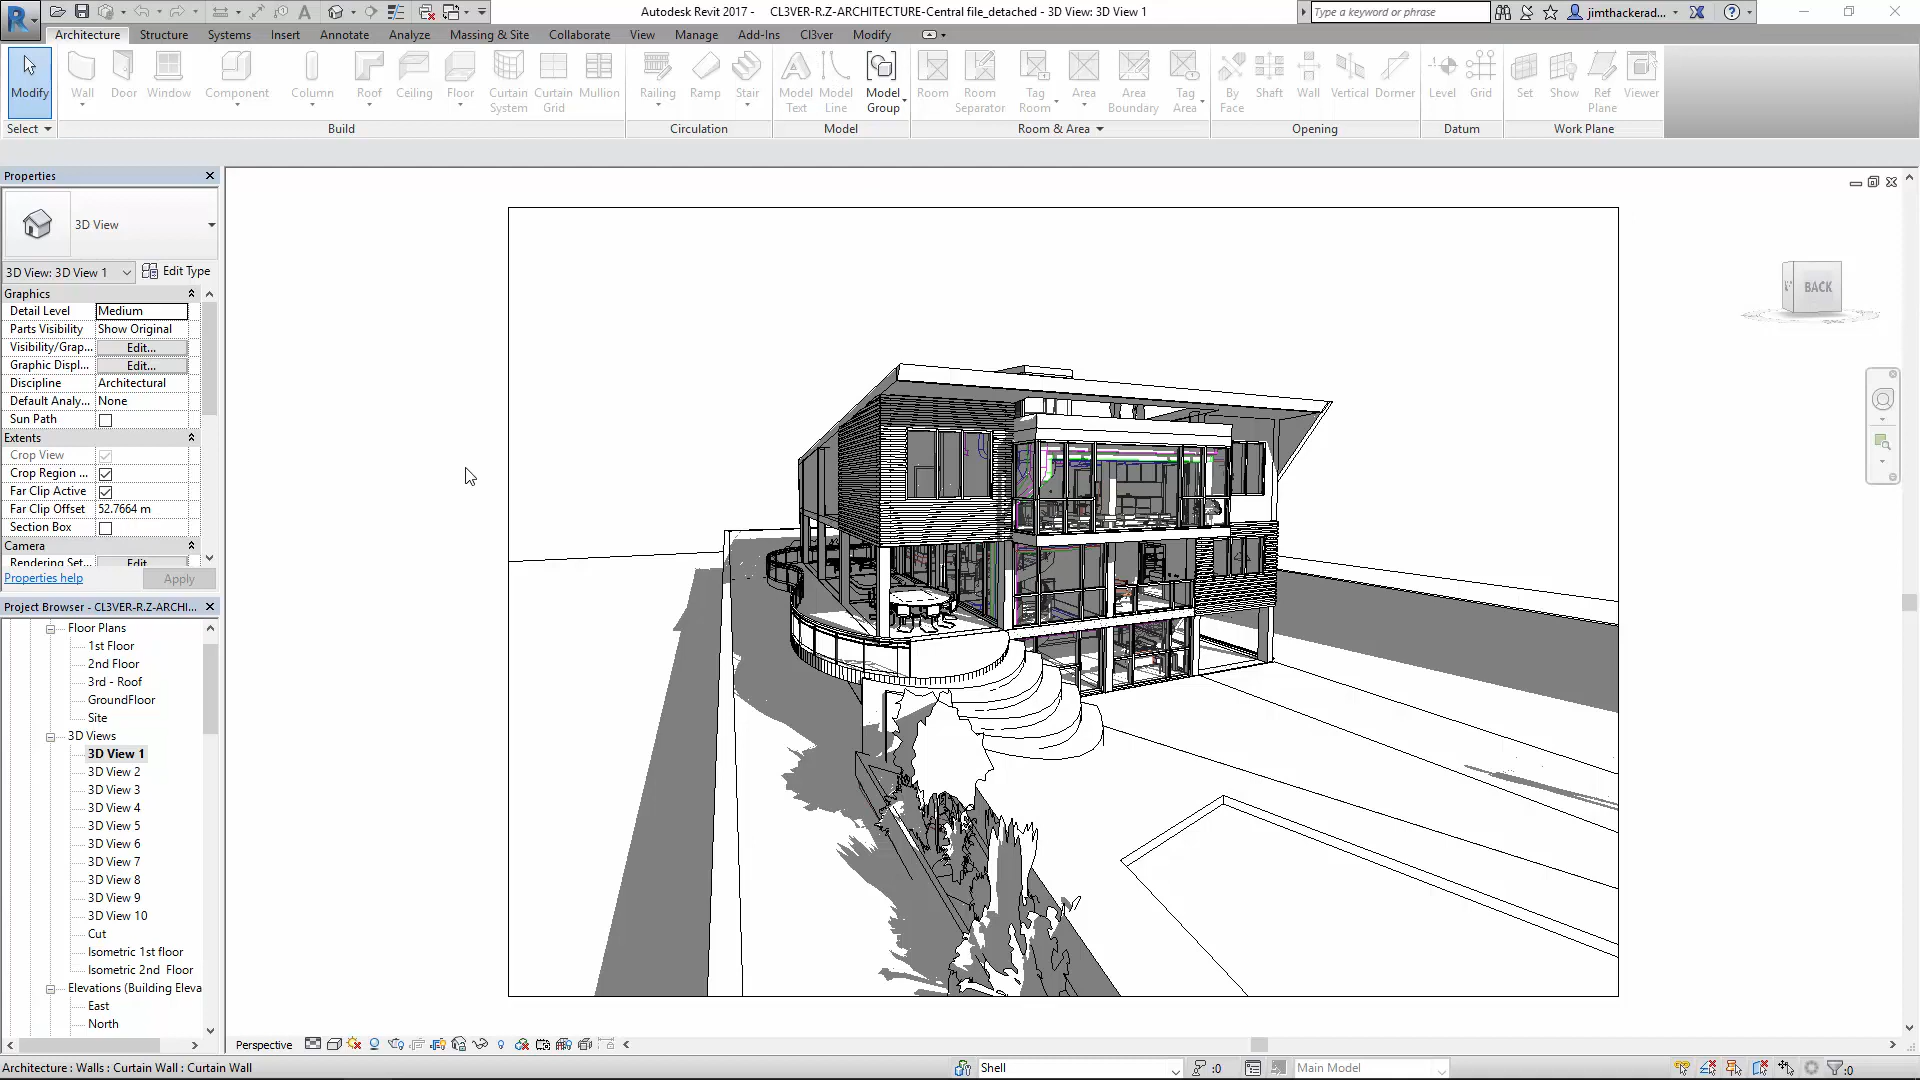 Autodesk Revit 2017 - CL3VER-R.Z-ARCHITECTURE-Central file_detached - 3D View: 3D View 1
Type a keyword or phrase
jimthackerad...
Architecture Structure Systems Insert Annotate Analyze Massing & Site Collaborate View Manage Add-Ins Cl3ver Modify
Modify Wall Door Window Component Column Roof Ceiling Floor Curtain System Curtain Grid Mullion Railing Ramp Stair Model Text Model Line Model Group Room Room Separator Tag Room Area Area Boundary Tag Area By Face Shaft Wall Vertical Dormer Level Grid Set Show Ref Plane Viewer
Select Build Circulation Model Room & Area Opening Datum Work Plane
Properties
3D View
3D View: 3D View 1 Edit Type
Graphics
Detail Level Medium
Parts Visibility Show Original
Visibility/Grap... Edit...
Graphic Displ... Edit...
Discipline Architectural
Default Analy... None
Sun Path
Extents
Crop View
Crop Region ...
Far Clip Active
Far Clip Offset 52.7664 m
Section Box
Camera
Rendering Set... Edit...
Properties help Apply
Project Browser - CL3VER-R.Z-ARCHI...
Floor Plans
1st Floor
2nd Floor
3rd - Roof
GroundFloor
Site
3D Views
3D View 1
3D View 2
3D View 3
3D View 4
3D View 5
3D View 6
3D View 7
3D View 8
3D View 9
3D View 10
Cut
Isometric 1st floor
Isometric 2nd Floor
Elevations (Building Eleva
East
North
BACK
Perspective
Architecture : Walls : Curtain Wall : Curtain Wall
Shell
:0
Main Model
:0